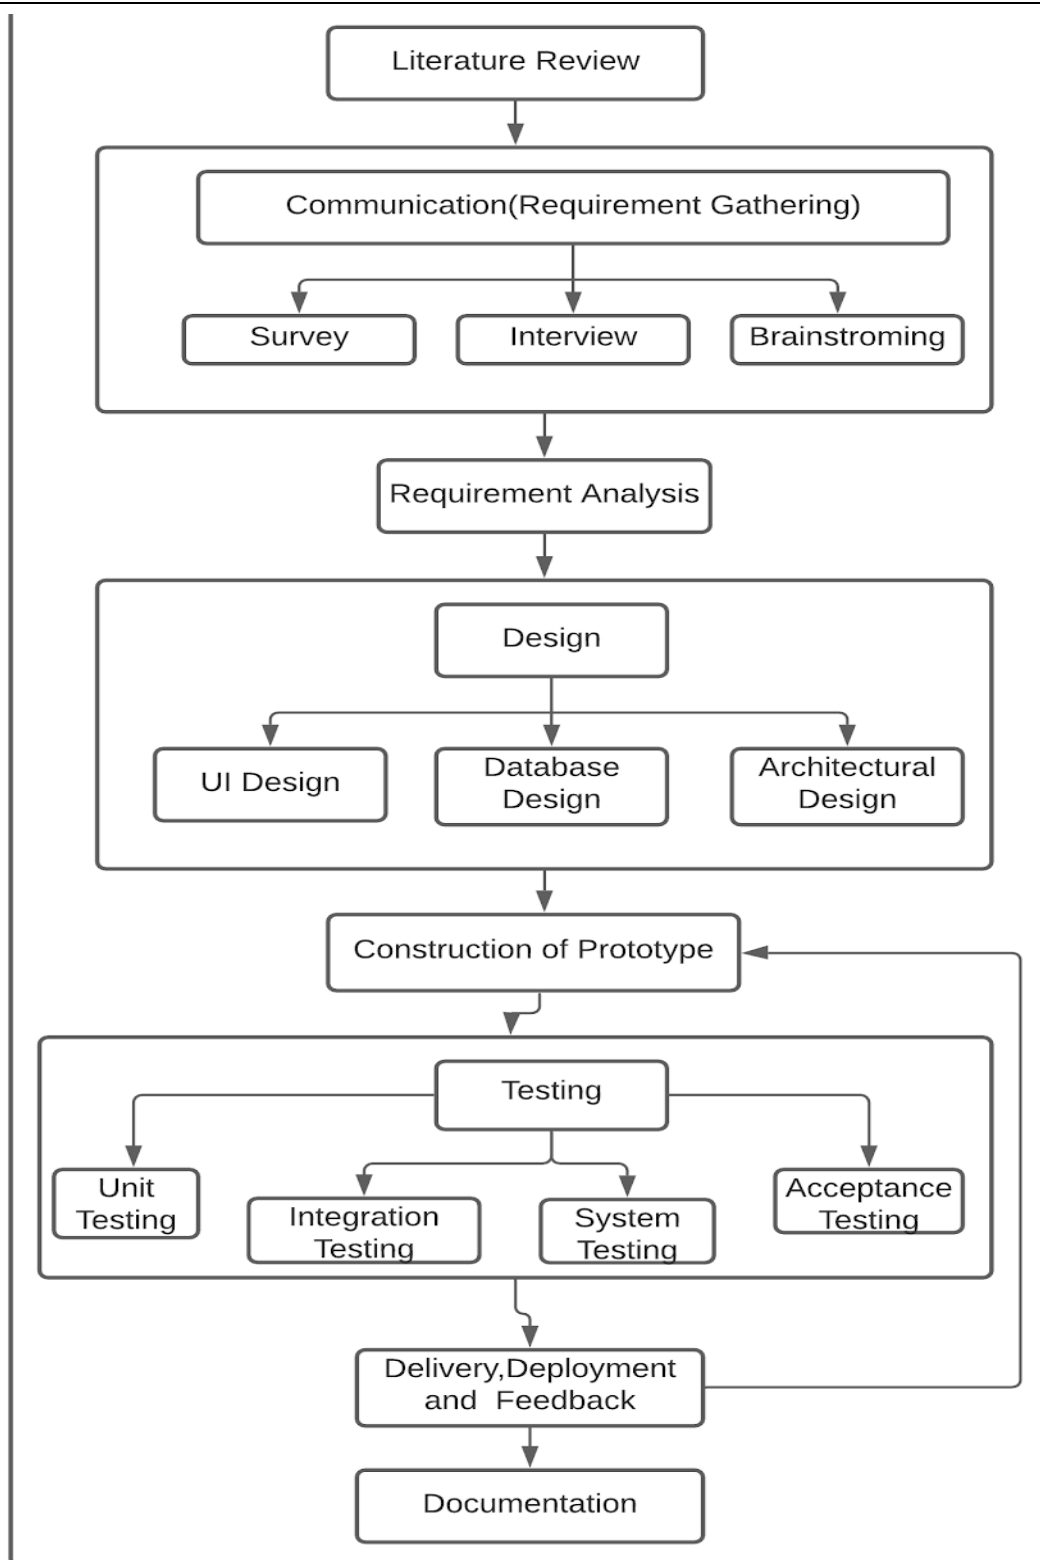 Literature Review
Communication(Requirement Gathering)
Survey
Interview
Brainstroming
Requirement Analysis
Design
UI Design
Database
Design
Architectural
Design
Construction of Prototype
Testing
Unit
Testing
Integration
Testing
System
Testing
Acceptance
Testing
Delivery,Deployment
and Feedback
Documentation